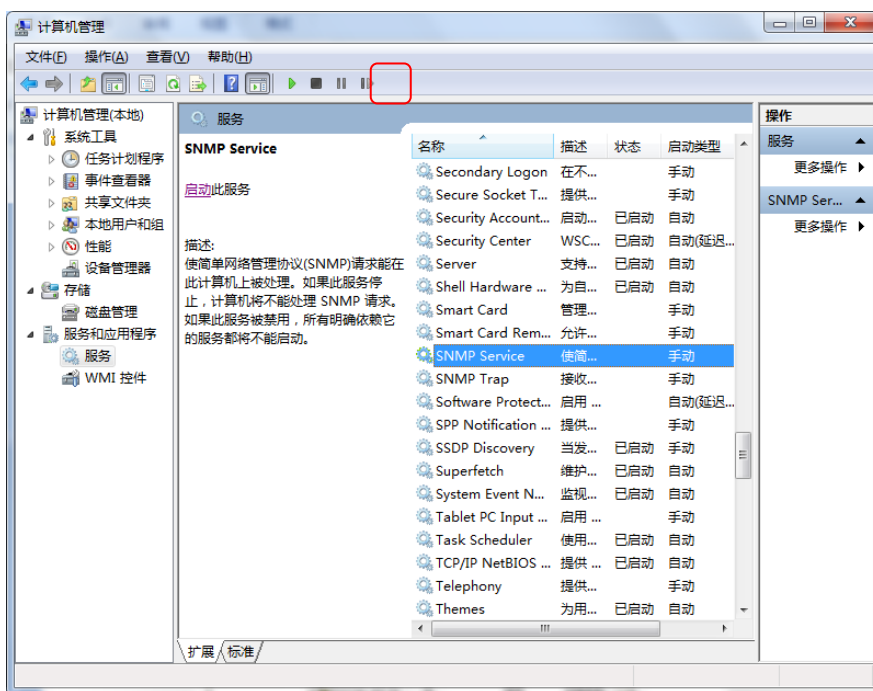 计算机管理
文件(F) 操作(A) 查看(V) 帮助(H)
计算机管理(本地)
系统工具
任务计划程序
事件查看器
共享文件夹
本地用户和组
性能
设备管理器
存储
磁盘管理
服务和应用程序
服务
WMI 控件
服务
SNMP Service
启动此服务
描述:
使简单网络管理协议(SNMP)请求能在
此计算机上被处理。如果此服务停
止，计算机将不能处理 SNMP 请求。
如果此服务被禁用，所有明确依赖它
的服务都将不能启动。
名称 描述 状态 启动类型
Secondary Logon 在不... 手动
Secure Socket T... 提供... 手动
Security Account... 启动... 已启动 自动
Security Center WSC... 已启动 自动(延迟...
Server 支持... 已启动 自动
Shell Hardware ... 为自... 已启动 自动
Smart Card 管理... 手动
Smart Card Rem... 允许... 手动
SNMP Service 使简... 手动
SNMP Trap 接收... 手动
Software Protect... 启用 ... 自动(延迟...
SPP Notification ... 提供... 手动
SSDP Discovery 当发... 已启动 手动
Superfetch 维护... 已启动 自动
System Event N... 监视... 已启动 自动
Tablet PC Input ... 启用 ... 手动
Task Scheduler 使用... 已启动 自动
TCP/IP NetBIOS ... 提供 ... 已启动 自动
Telephony 提供... 手动
Themes 为用... 已启动 自动
扩展 标准
操作
服务
更多操作
SNMP Ser...
更多操作